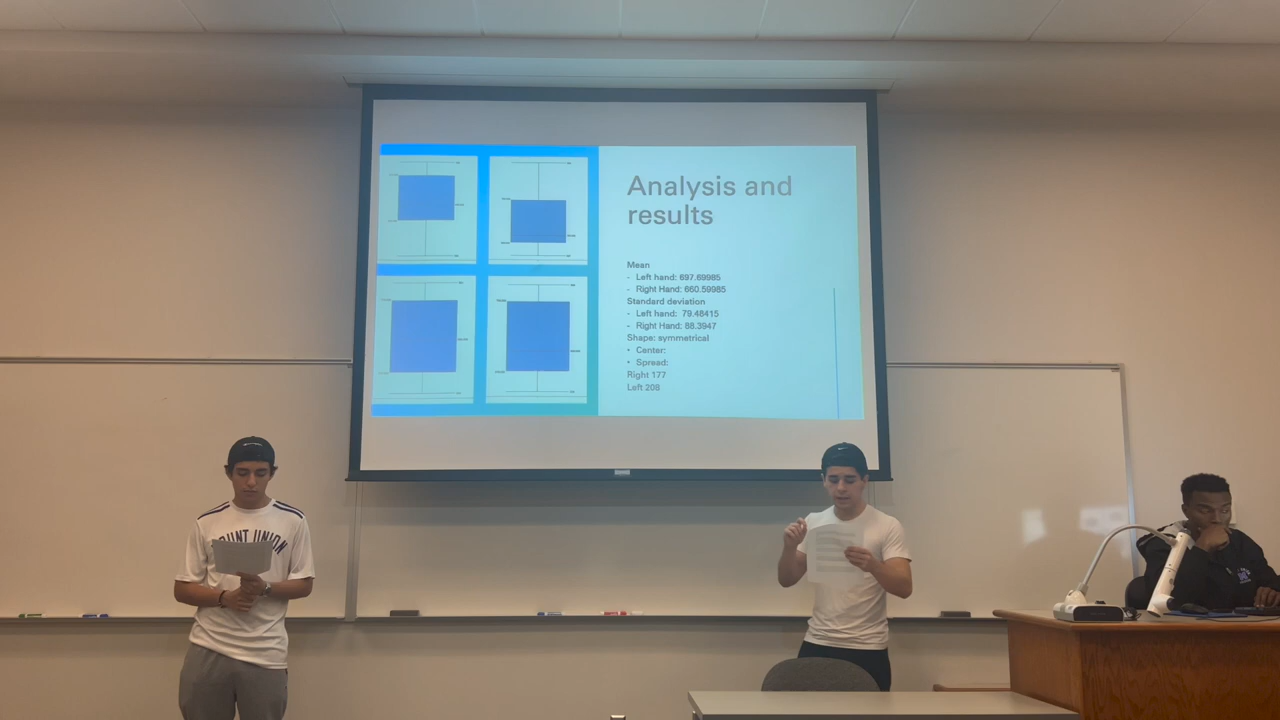 Analysis and
results
Mean
- Left hand: 697.69985
- Right Hand: 660.59985
Standard deviation
- Left hand: 79.48415
- Right Hand: 88.3947
Shape: symmetrical
• Center:
• Spread:
Right 177
Left 208
UNION